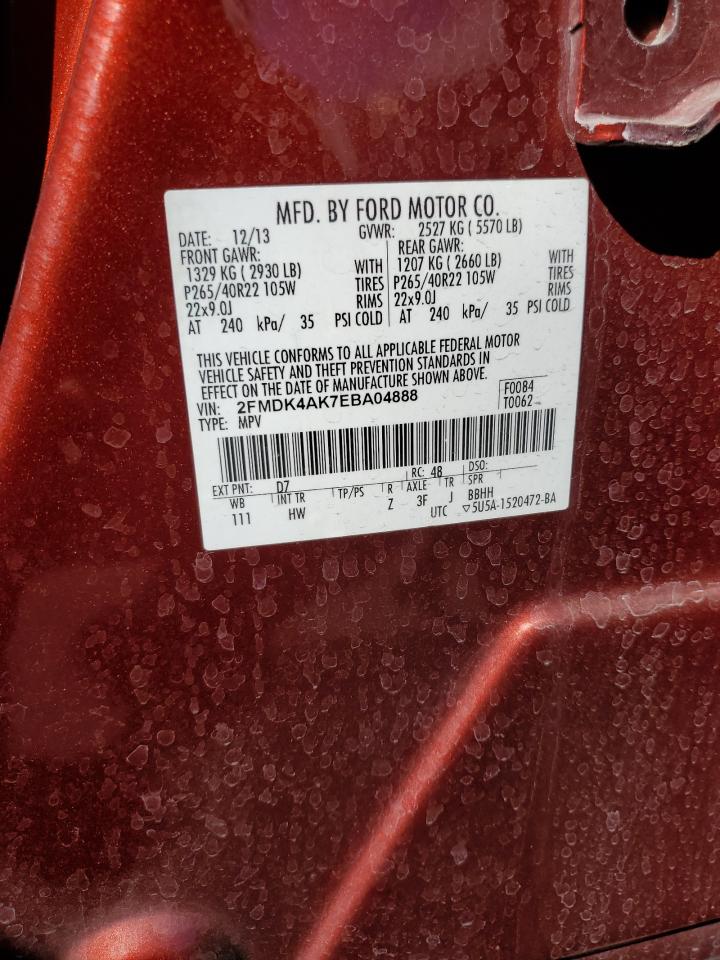 MFD. BY FORD MOTOR CO.
DATE: 12/13 GVWR: 2527 KG ( 5570 LB)
FRONT GAWR: REAR GAWR:
1329 KG ( 2930 LB) WITH 1207 KG ( 2660 LB) WITH
P265/40R22 105W TIRES P265/40R22 105W TIRES
22x9.0J RIMS 22x9.0J RIMS
AT 240 kPa/ 35 PSI COLD AT 240 kPa/ 35 PSI COLD
THIS VEHICLE CONFORMS TO ALL APPLICABLE FEDERAL MOTOR
VEHICLE SAFETY AND THEFT PREVENTION STANDARDS IN
EFFECT ON THE DATE OF MANUFACTURE SHOWN ABOVE.
VIN: 2FMDK4AK7EBA04888 F0084
TYPE: MPV T0062
EXT PNT: D7 RC: 48 DSO:
WB INT TR TP/PS R AXLE TR SPR
111 HW Z 3F J BBHH
UTC ▽5U5A-1520472-BA